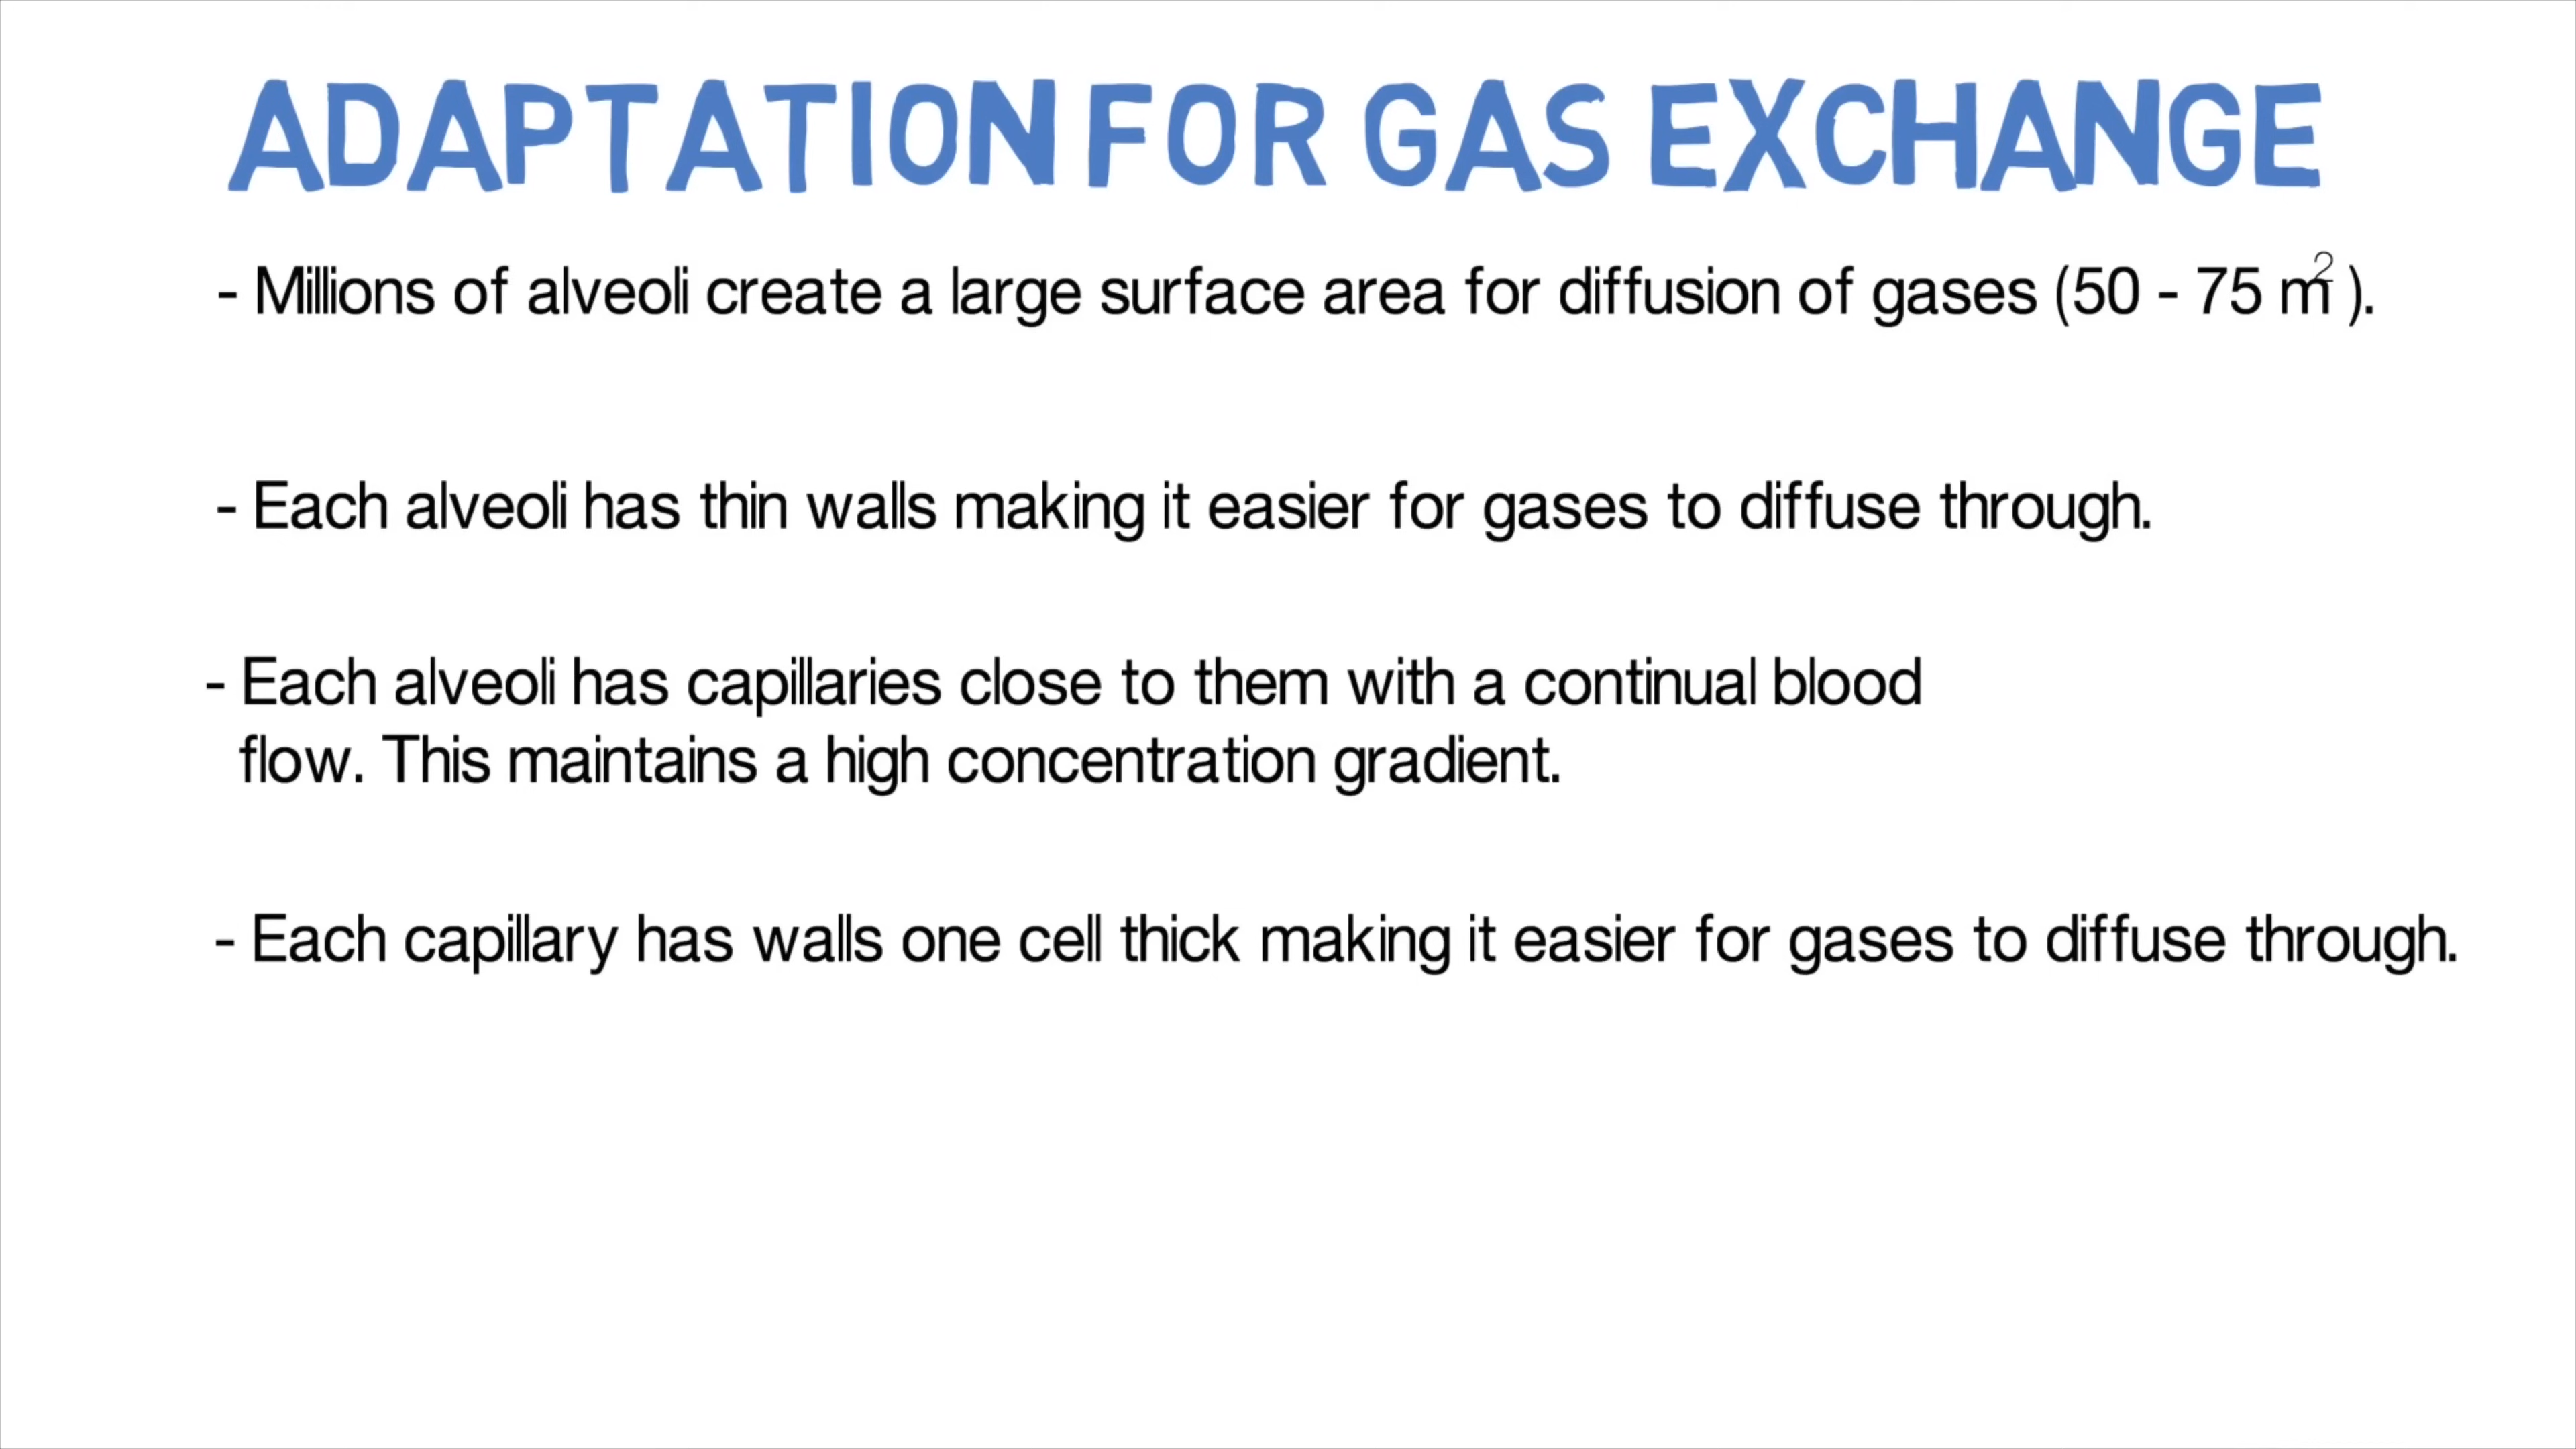 ADAPTATION FOR GAS EXCHANGE
- Millions of alveoli create a large surface area for diffusion of gases (50 - 75 m²).
- Each alveoli has thin walls making it easier for gases to diffuse through.
- Each alveoli has capillaries close to them with a continual blood
flow. This maintains a high concentration gradient.
- Each capillary has walls one cell thick making it easier for gases to diffuse through.